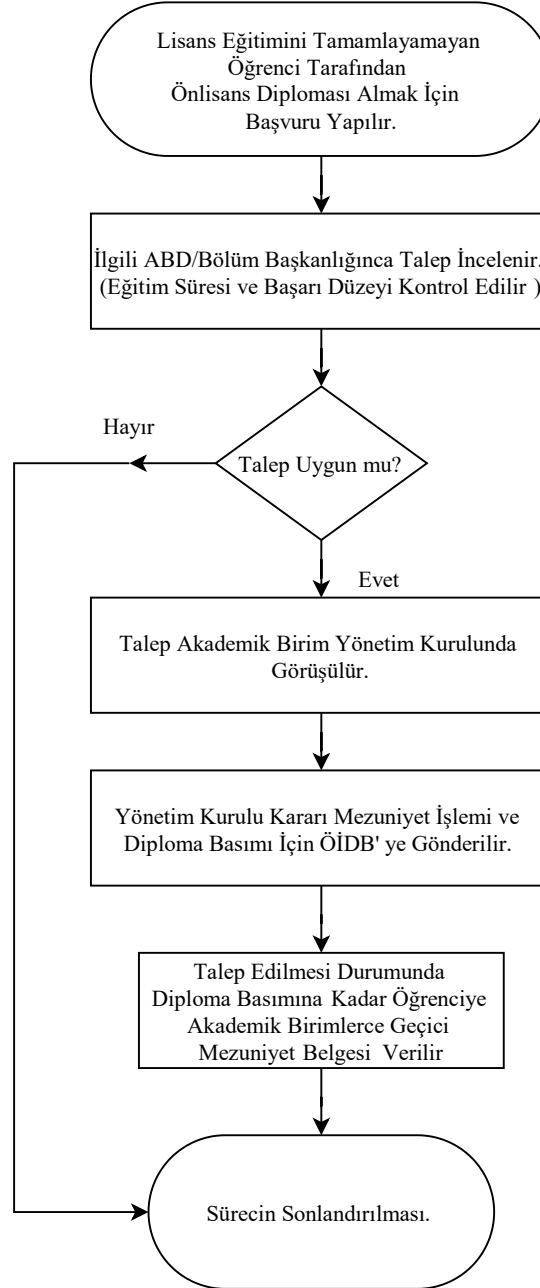 Lisans Eğitimini Tamamlayamayan
Öğrenci Tarafından
Önlisans Diploması Almak İçin
Başvuru Yapılır.
İlgili ABD/Bölüm Başkanlığınca Talep İncelenir.
(Eğitim Süresi ve Başarı Düzeyi Kontrol Edilir )
Hayır
Talep Uygun mu?
Evet
Talep Akademik Birim Yönetim Kurulunda
Görüşülür.
Yönetim Kurulu Kararı Mezuniyet İşlemi ve
Diploma Basımı İçin ÖİDB' ye Gönderilir.
Talep Edilmesi Durumunda
Diploma Basımına Kadar Öğrenciye
Akademik Birimlerce Geçici
Mezuniyet Belgesi Verilir
Sürecin Sonlandırılması.